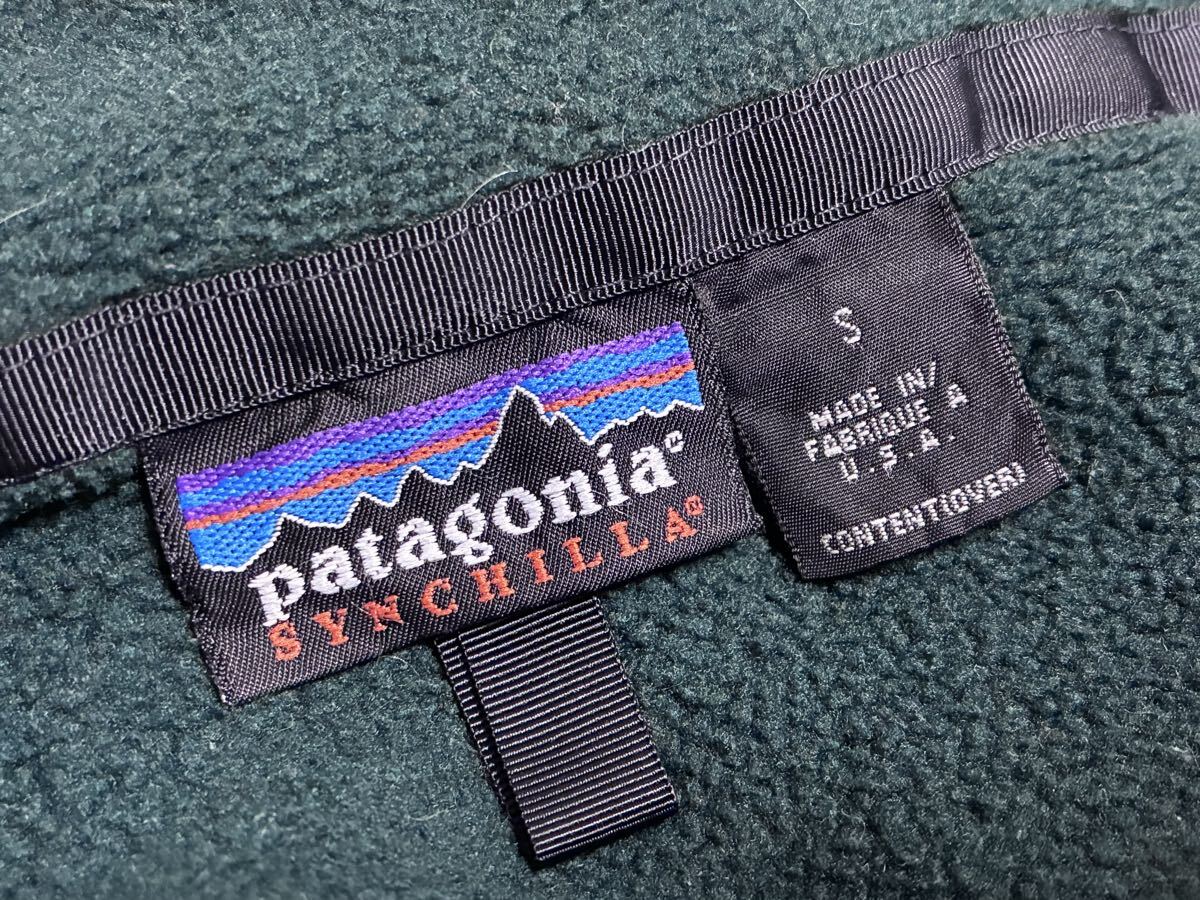 patagonia®
SYNCHILLA®
S
MADE IN/
FABRIQUE A
U.S.A.
CONTENT(OVER)